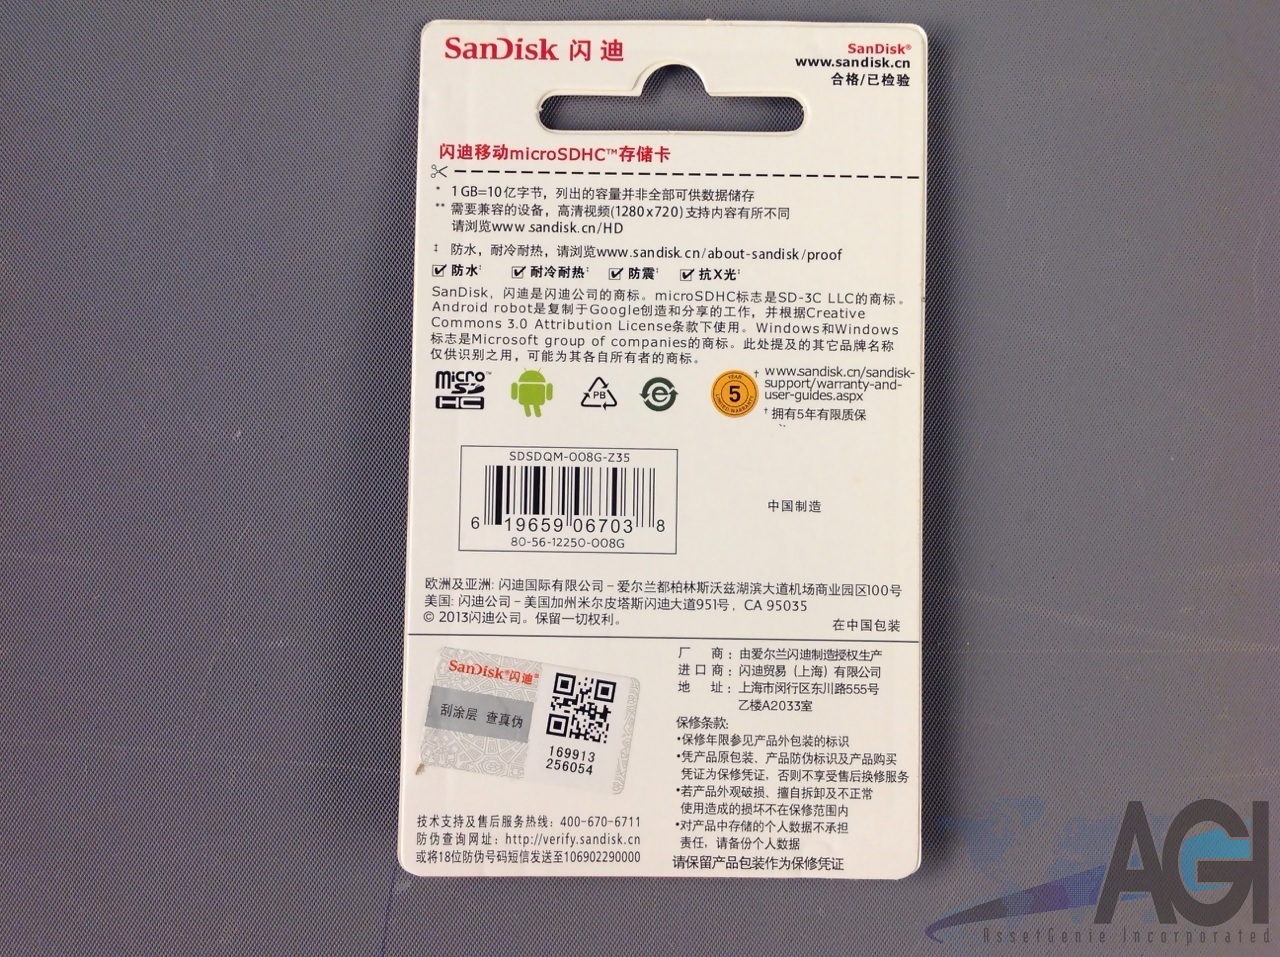 SanDisk 闪迪
SanDisk®
www.sandisk.cn
合格/已检验
闪迪移动microSDHC™存储卡
* 1GB=10亿字节，列出的容量并非全部可供数据储存
** 需要兼容的设备，高清视频(1280x720)支持内容有所不同
请浏览www.sandisk.cn/HD
‡ 防水，耐冷耐热，请浏览www.sandisk.cn/about-sandisk/proof
防水‡ 耐冷耐热‡ 防震‡ 抗X光‡
SanDisk，闪迪是闪迪公司的商标。microSDHC标志是SD-3C LLC的商标。
Android robot是复制于Google创造和分享的工作，并根据Creative
Commons 3.0 Attribution License条款下使用。Windows和Windows
标志是Microsoft group of companies的商标。此处提及的其它品牌名称
仅供识别之用，可能为其各自所有者的商标。
micro SD HC™
PB
e
YEAR
5
LIMITED WARRANTY
† www.sandisk.cn/sandisk-
support/warranty-and-
user-guides.aspx
† 拥有5年有限质保
SDSDQM-008G-Z35
6 19659 06703 8
80-56-12250-008G
中国制造
欧洲及亚洲: 闪迪国际有限公司 – 爱尔兰都柏林斯沃兹湖滨大道机场商业园区100号
美国: 闪迪公司 – 美国加州米尔皮塔斯闪迪大道951号，CA 95035
© 2013闪迪公司。保留一切权利。
在中国包装
SanDisk®闪迪®
刮涂层 查真伪
169913
256054
技术支持及售后服务热线：400-670-6711
防伪查询网址：http://verify.sandisk.cn
或将18位防伪号码短信发送至106902290000
厂 商：由爱尔兰闪迪制造授权生产
进口商：闪迪贸易（上海）有限公司
地 址：上海市闵行区东川路555号
乙楼A2033室
保修条款:
•保修年限参见产品外包装的标识
•凭产品原包装、产品防伪标识及产品购买
凭证为保修凭证，否则不享受售后换修服务
•若产品外观破损、擅自拆卸及不正常
使用造成的损坏不在保修范围内
•对产品中存储的个人数据不承担
责任，请备份个人数据
请保留产品包装作为保修凭证
AGI
AssetGenie Incorporated